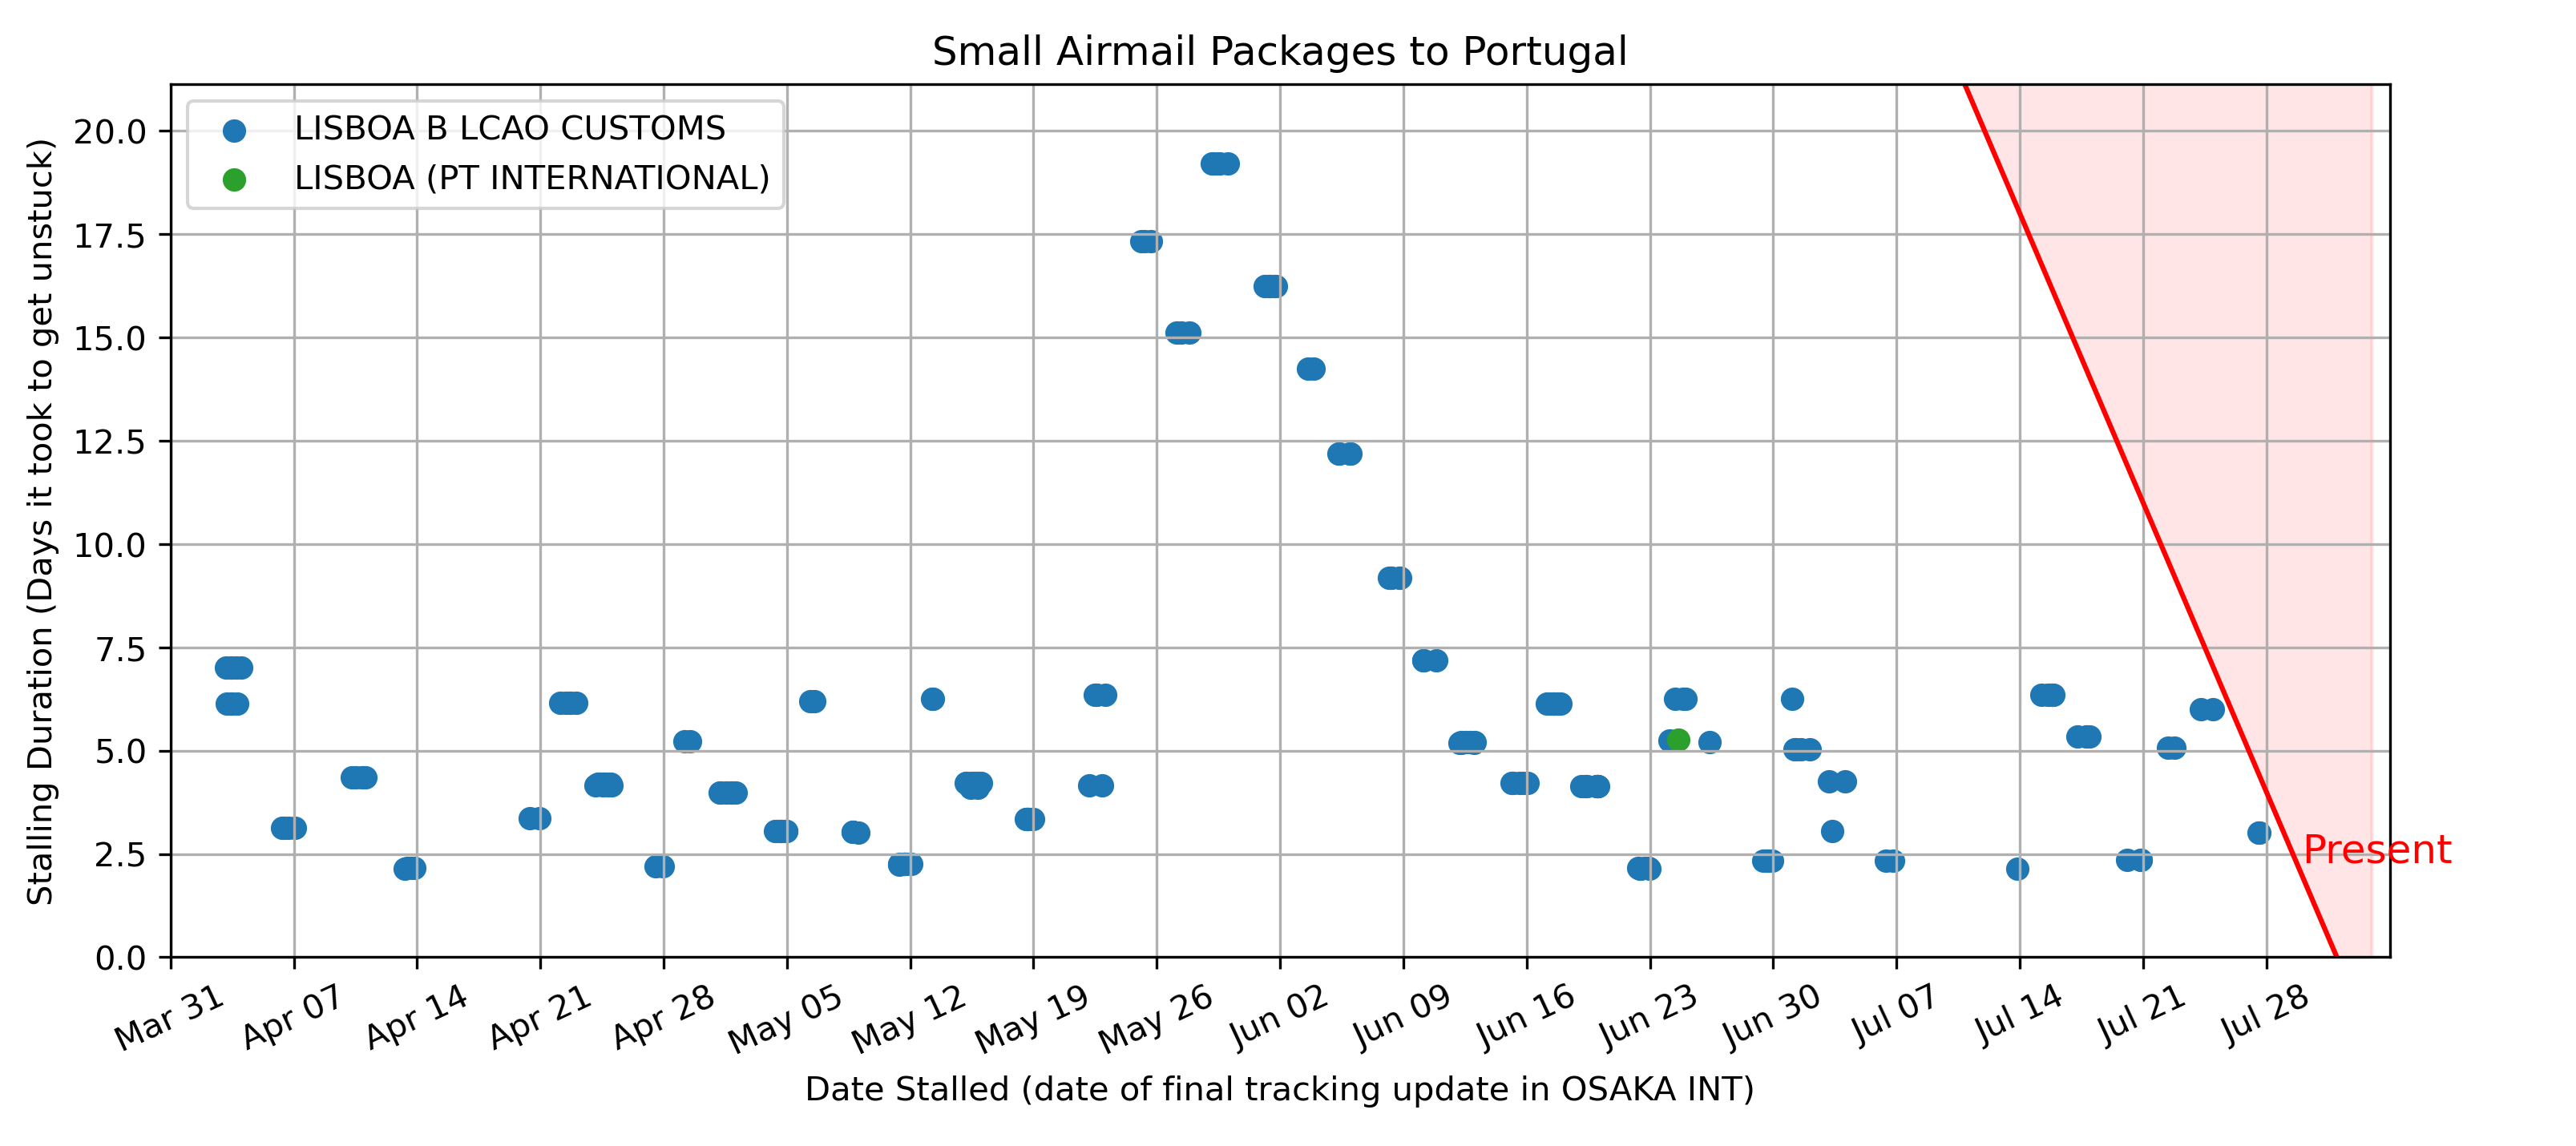 Small Airmail Packages to Portugal
LISBOA B LCAO CUSTOMS
LISBOA (PT INTERNATIONAL)
Stalling Duration (Days it took to get unstuck)
20.0
17.5
15.0
12.5
10.0
7.5
5.0
2.5
0.0
Present
Mar 31
Apr 07
Apr 14
Apr 21
Apr 28
May 05
May 12
May 19
May 26
Jun 02
Jun 09
Jun 16
Jun 23
Jun 30
Jul 07
Jul 14
Jul 21
Jul 28
Date Stalled (date of final tracking update in OSAKA INT)